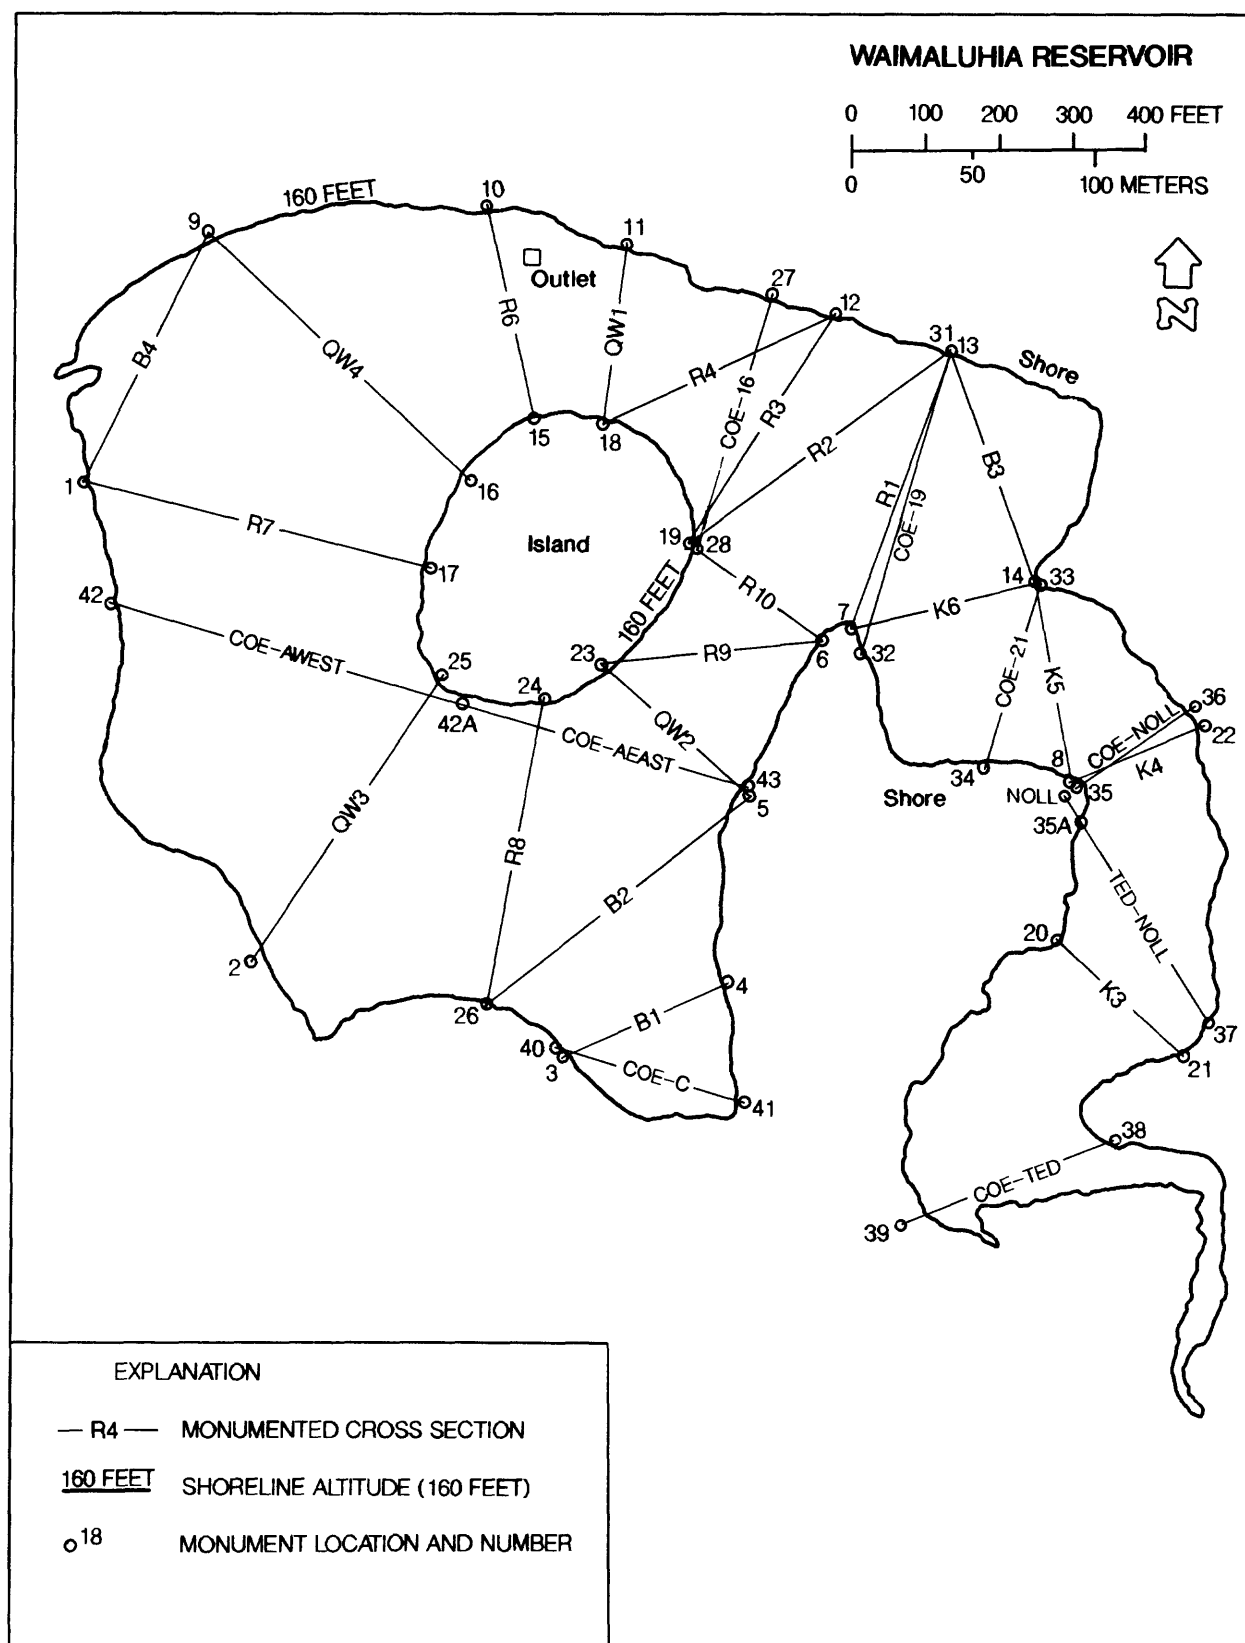 WAIMALUHIA RESERVOIR
0 100 200 300 400 FEET
0 50 100 METERS
N
160 FEET
10
9
11
Outlet
27
12
31
13
Shore
B4
QW4
R6
QW1
R4
COE-16
R3
R2
R1
COE-19
B3
15
18
1
16
R7
Island
19
28
17
160 FEET
R10
14
33
42
7
K6
COE-AWEST
25
23
R9
6
32
COE-21
K5
24
42A
QW2
COE-AEAST
36
COE-NOLL
22
K4
34
8
35
43
5
Shore
NOLL
35A
QW3
R8
B2
TED-NOLL
20
2
4
K3
26
B1
37
40
3
COE-C
21
41
38
COE-TED
39
EXPLANATION
— R4 — MONUMENTED CROSS SECTION
160 FEET SHORELINE ALTITUDE (160 FEET)
18 MONUMENT LOCATION AND NUMBER